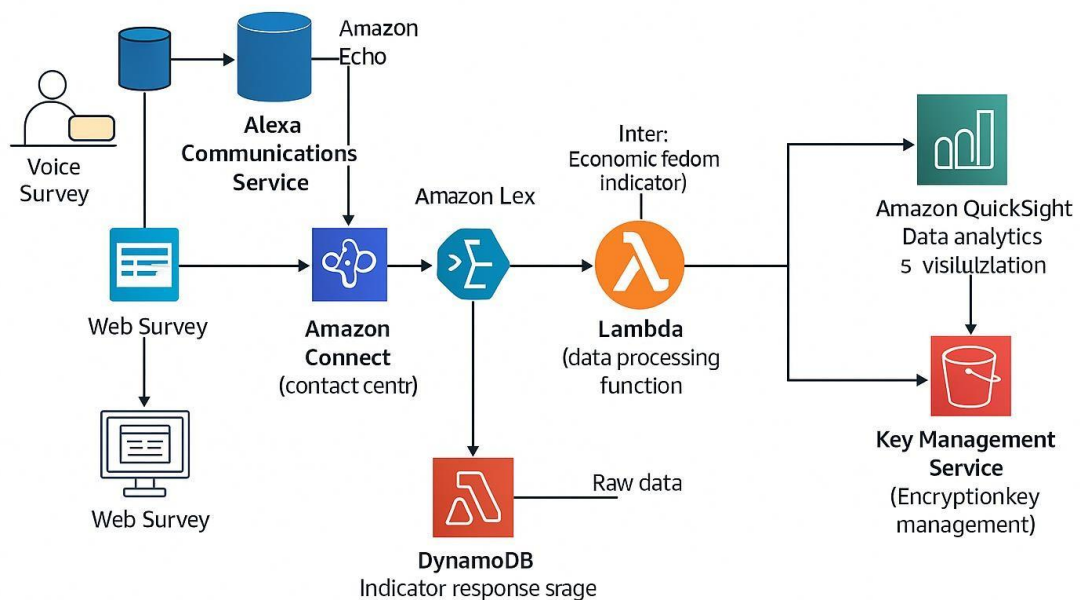 Amazon
Echo
Alexa
Communications
Service
Voice
Survey
Web Survey
Web Survey
Amazon
Connect
(contact centr)
Amazon Lex
Inter:
Economic fedom
indicator)
Lambda
(data processing
function
DynamoDB
Indicator response srage
Raw data
Amazon QuickSight
Data analytics
5 visilulzlation
Key Management
Service
(Encryptionkey
management)